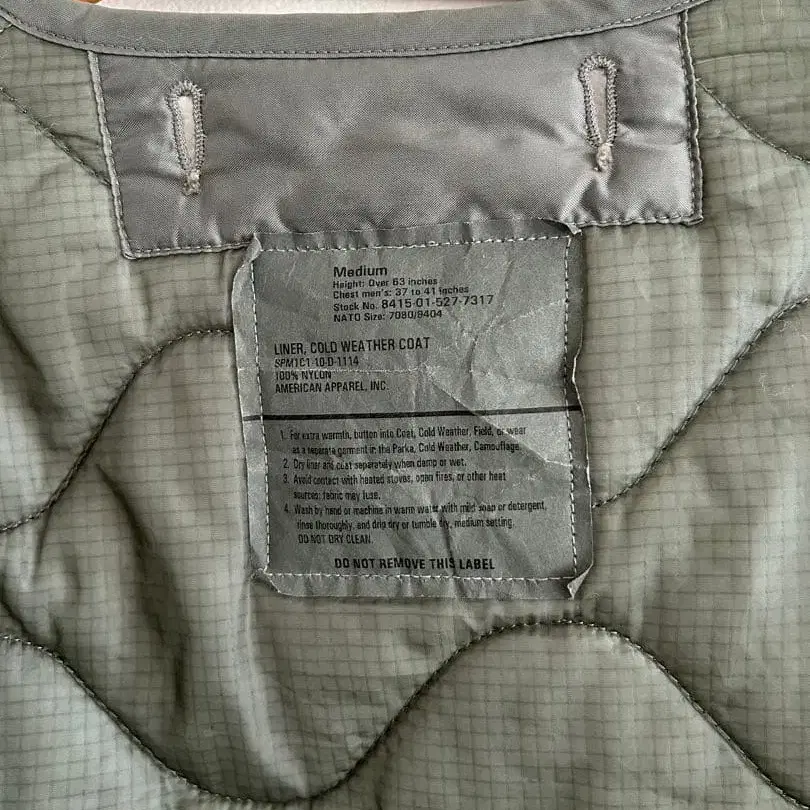 Medium
Height: Over 63 inches
Chest men's: 37 to 41 inches
Stock No. 8415-01-527-7317
NATO Size: 7080/9404
LINER, COLD WEATHER COAT
SPM1C1-10-D-1114
100% NYLON
AMERICAN APPAREL, INC.
1. For extra warmth, button into Coat, Cold Weather, Field, or wear
as a separate garment in the Parka, Cold Weather, Camouflage.
2. Dry liner and coat separately when damp or wet.
3. Avoid contact with heated stoves, open fires, or other heat
sources: fabric may fuse.
4. Wash by hand or machine in warm water with mild soap or detergent,
rinse thoroughly, and drip dry or tumble dry, medium setting.
DO NOT DRY CLEAN.
DO NOT REMOVE THIS LABEL